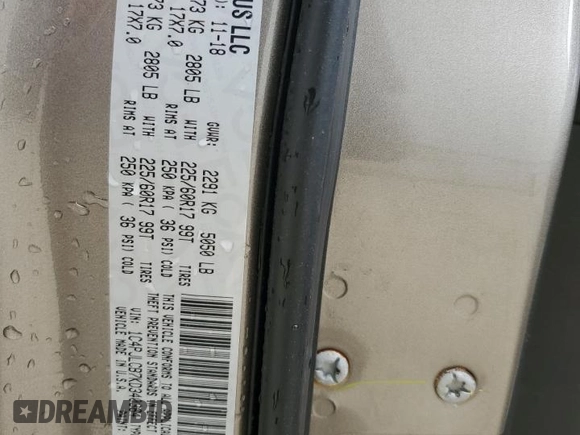 US LLC
): 11-18 GVWR: 2291 KG 5050 LB
73 KG 2805 LB WITH 225/60R17 99T TIRES
17X7.0 RIMS AT 250 KPA ( 36 PSI) COLD
73 KG 2805 LB WITH 225/60R17 99T TIRES
17X7.0 RIMS AT 250 KPA ( 36 PSI) COLD
THIS VEHICLE CONFORMS TO ALL
THEFT PREVENTION STANDARDS
VIN: 1C4PJLCB7KD
VEHICLE MADE IN U.S.A.
DREAMBID